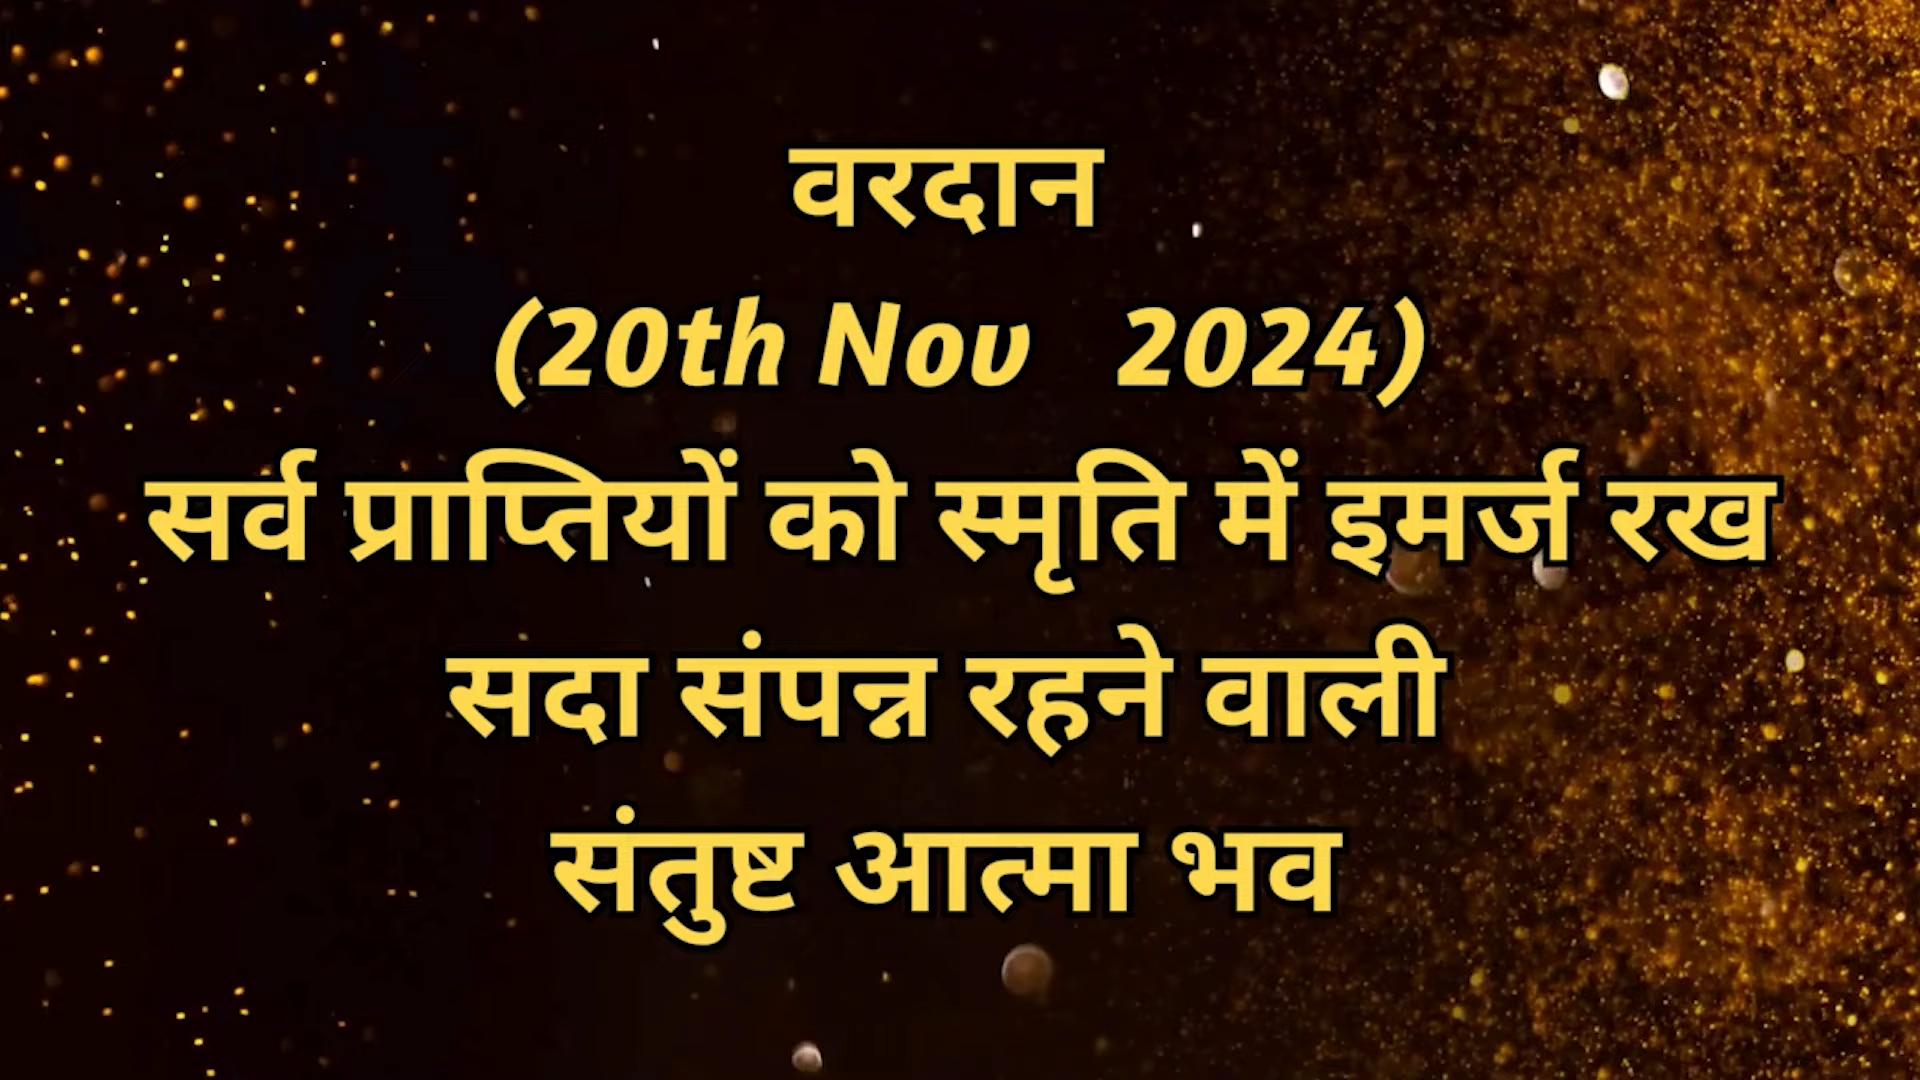 वरदान
(20th Nov 2024)
सर्व प्राप्तियों को स्मृति में इमर्ज रख
सदा संपन्न रहने वाली
संतुष्ट आत्मा भव